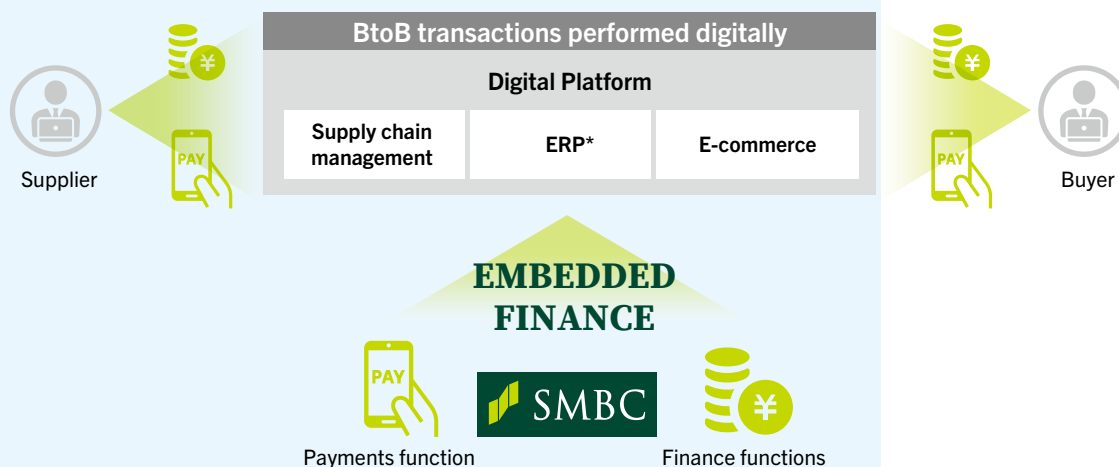 BtoB transactions performed digitally
Digital Platform
Supply chain
management
ERP*
E-commerce
PAY
Supplier
PAY
Buyer
EMBEDDED
FINANCE
PAY
¥
¥
¥
SMBC
Payments function
Finance functions